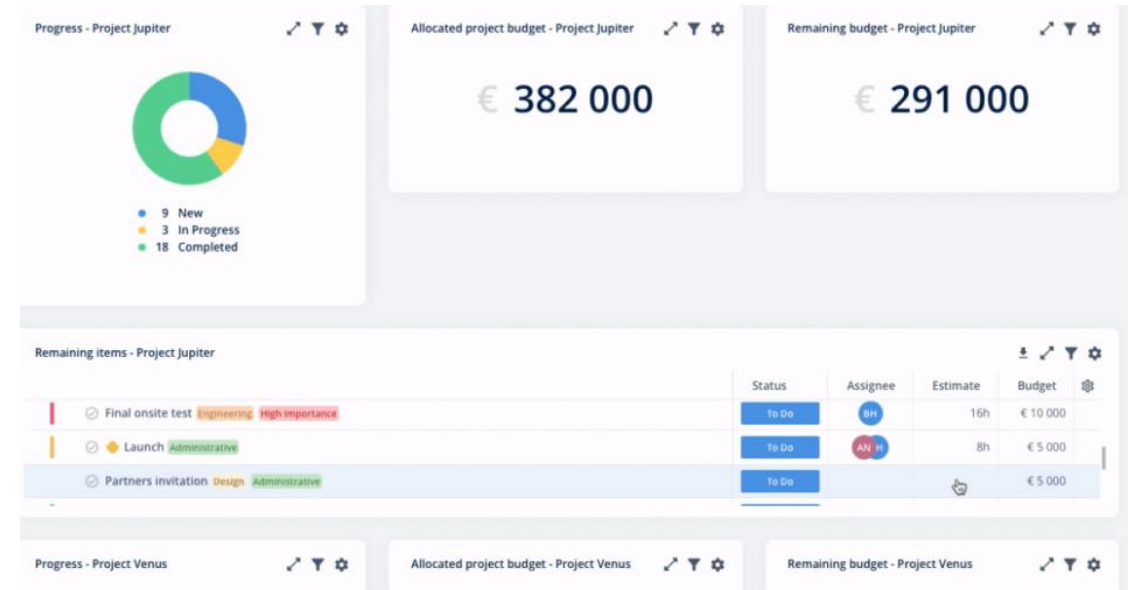 Progress - Project Jupiter
Allocated project budget - Project Jupiter
Remaining budget - Project Jupiter
€ 382 000
€ 291 000
9 New
3 In Progress
18 Completed
Remaining items - Project Jupiter
Status Assignee Estimate Budget
Final onsite test Engineering High Importance To Do BH 16h € 10 000
Launch Administrative To Do AN H 8h € 5 000
Partners invitation Design Administrative To Do € 5 000
Progress - Project Venus
Allocated project budget - Project Venus
Remaining budget - Project Venus